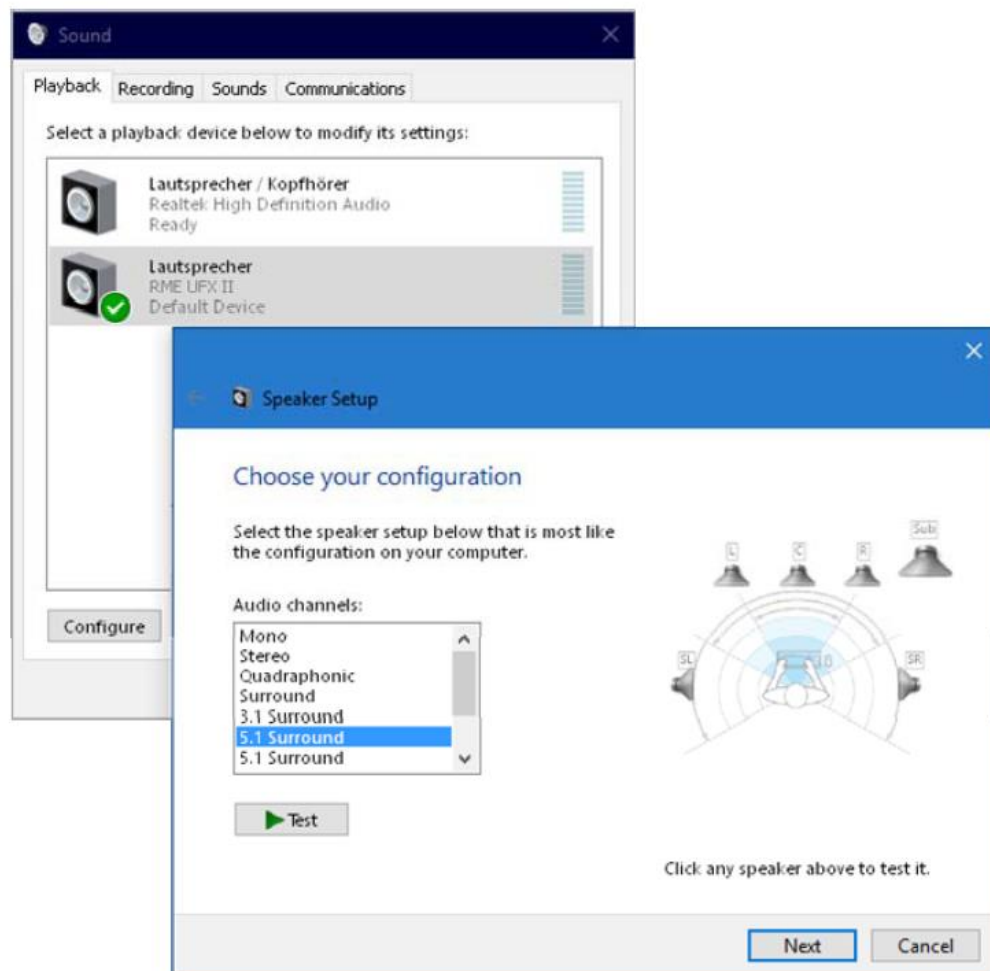 Sound
Playback Recording Sounds Communications
Select a playback device below to modify its settings:
Lautsprecher / Kopfhörer
Realtek High Definition Audio
Ready
Lautsprecher
RME UFX II
Default Device
Configure
Speaker Setup
Choose your configuration
Select the speaker setup below that is most like
the configuration on your computer.
Audio channels:
Mono
Stereo
Quadraphonic
Surround
3.1 Surround
5.1 Surround
5.1 Surround
Test
L C R Sub
SL SR
Click any speaker above to test it.
Next Cancel